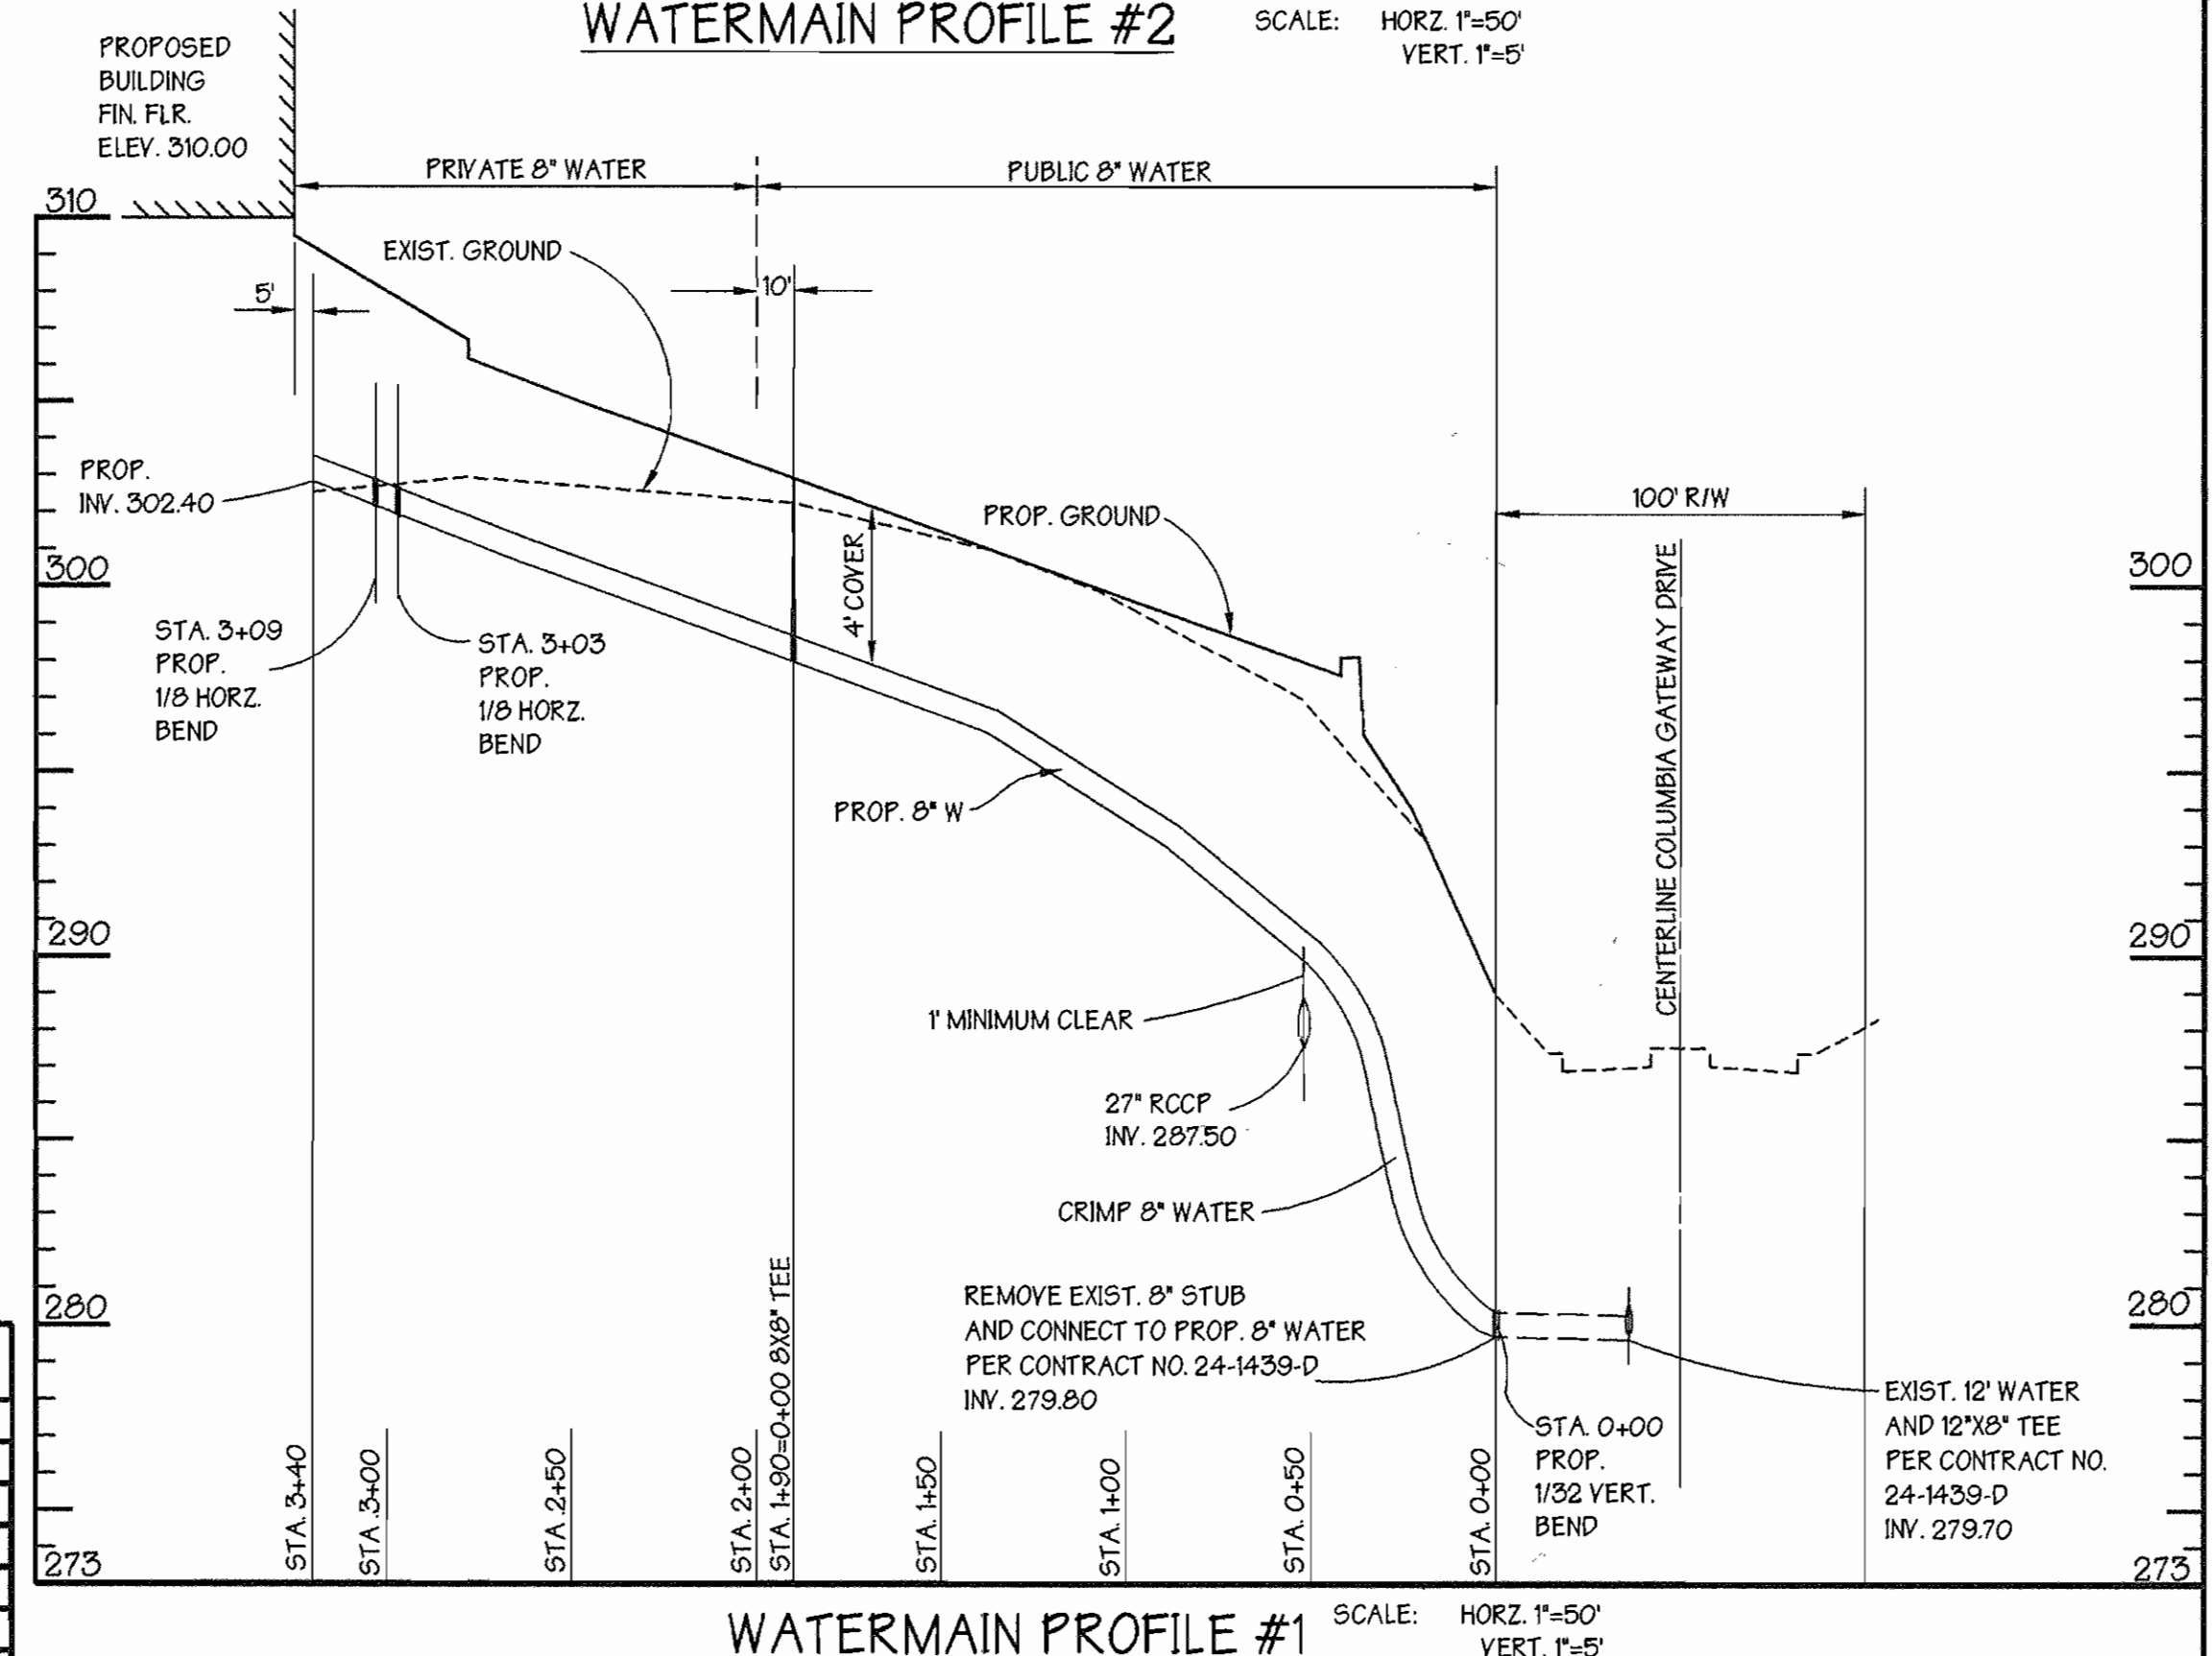 WATERMAIN PROFILE #2
SCALE: HORZ. 1"=50'
VERT. 1"=5'
PROPOSED
BUILDING
FIN. FLR.
ELEV. 310.00
PRIVATE 8" WATER
PUBLIC 8" WATER
310
EXIST. GROUND
5'
10'
PROP.
INV. 302.40
4' COVER
PROP. GROUND
100' R/W
CENTERLINE COLUMBIA GATEWAY DRIVE
300
300
STA. 3+09
PROP.
1/8 HORZ.
BEND
STA. 3+03
PROP.
1/8 HORZ.
BEND
PROP. 8" W
290
290
1' MINIMUM CLEAR
27" RCCP
INV. 287.50
CRIMP 8" WATER
280
280
REMOVE EXIST. 8" STUB
AND CONNECT TO PROP. 8" WATER
PER CONTRACT NO. 24-1439-D
INV. 279.80
STA. 0+00
PROP.
1/32 VERT.
BEND
EXIST. 12' WATER
AND 12"X8" TEE
PER CONTRACT NO.
24-1439-D
INV. 279.70
STA. 3+40
STA. 3+00
STA. 2+50
STA. 2+00
STA. 1+90=0+00 8X8" TEE
STA. 1+50
STA. 1+00
STA. 0+50
STA. 0+00
273
273
WATERMAIN PROFILE #1
SCALE: HORZ. 1"=50'
VERT. 1"=5'